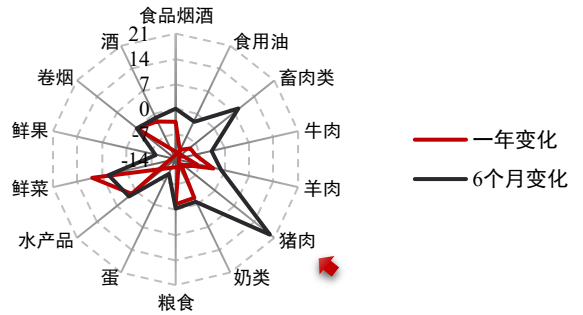 食品烟酒
食用油
畜肉类
牛肉
羊肉
猪肉
奶类
粮食
蛋
水产品
鲜菜
鲜果
卷烟
酒
21
14
7
0
-7
-14
一年变化
6个月变化